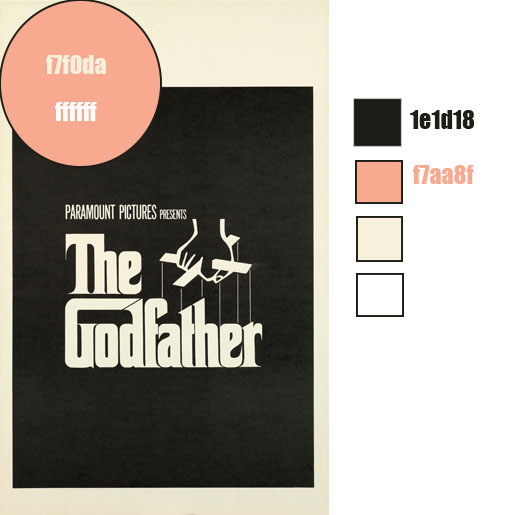 f7f0da
ffffff
1e1d18
f7aa8f
PARAMOUNT PICTURES PRESENTS
The
Godfather